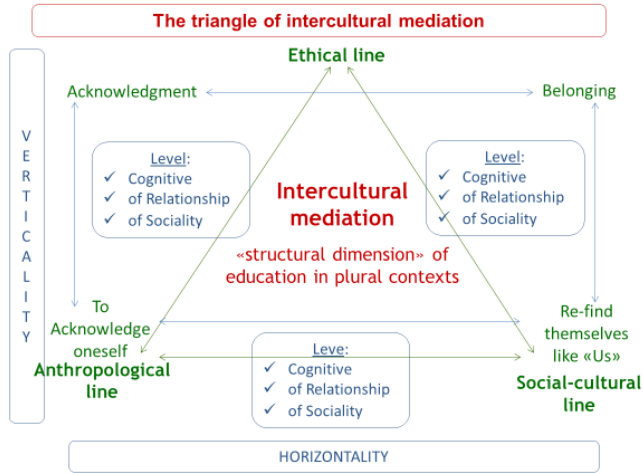 The triangle of intercultural mediation
Ethical line
Acknowledgment
Belonging
VERTICALITY
Level:
✓ Cognitive
✓ of Relationship
✓ of Sociality
Intercultural
mediation
«structural dimension» of
education in plural contexts
Level:
✓ Cognitive
✓ of Relationship
✓ of Sociality
To
Acknowledge
oneself
Anthropological
line
Leve:
✓ Cognitive
✓ of Relationship
✓ of Sociality
Re-find
themselves
like «Us»
Social-cultural
line
HORIZONTALITY